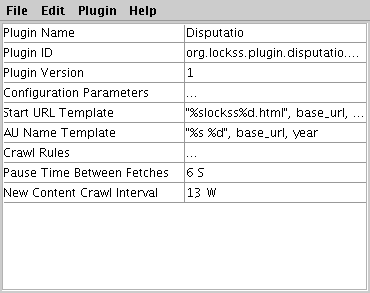 File Edit Plugin Help
Plugin Name Disputatio
Plugin ID org.lockss.plugin.disputatio....
Plugin Version 1
Configuration Parameters ...
Start URL Template "%slockss%d.html", base_url, ...
AU Name Template "%s %d", base_url, year
Crawl Rules ...
Pause Time Between Fetches 6 S
New Content Crawl Interval 13 W